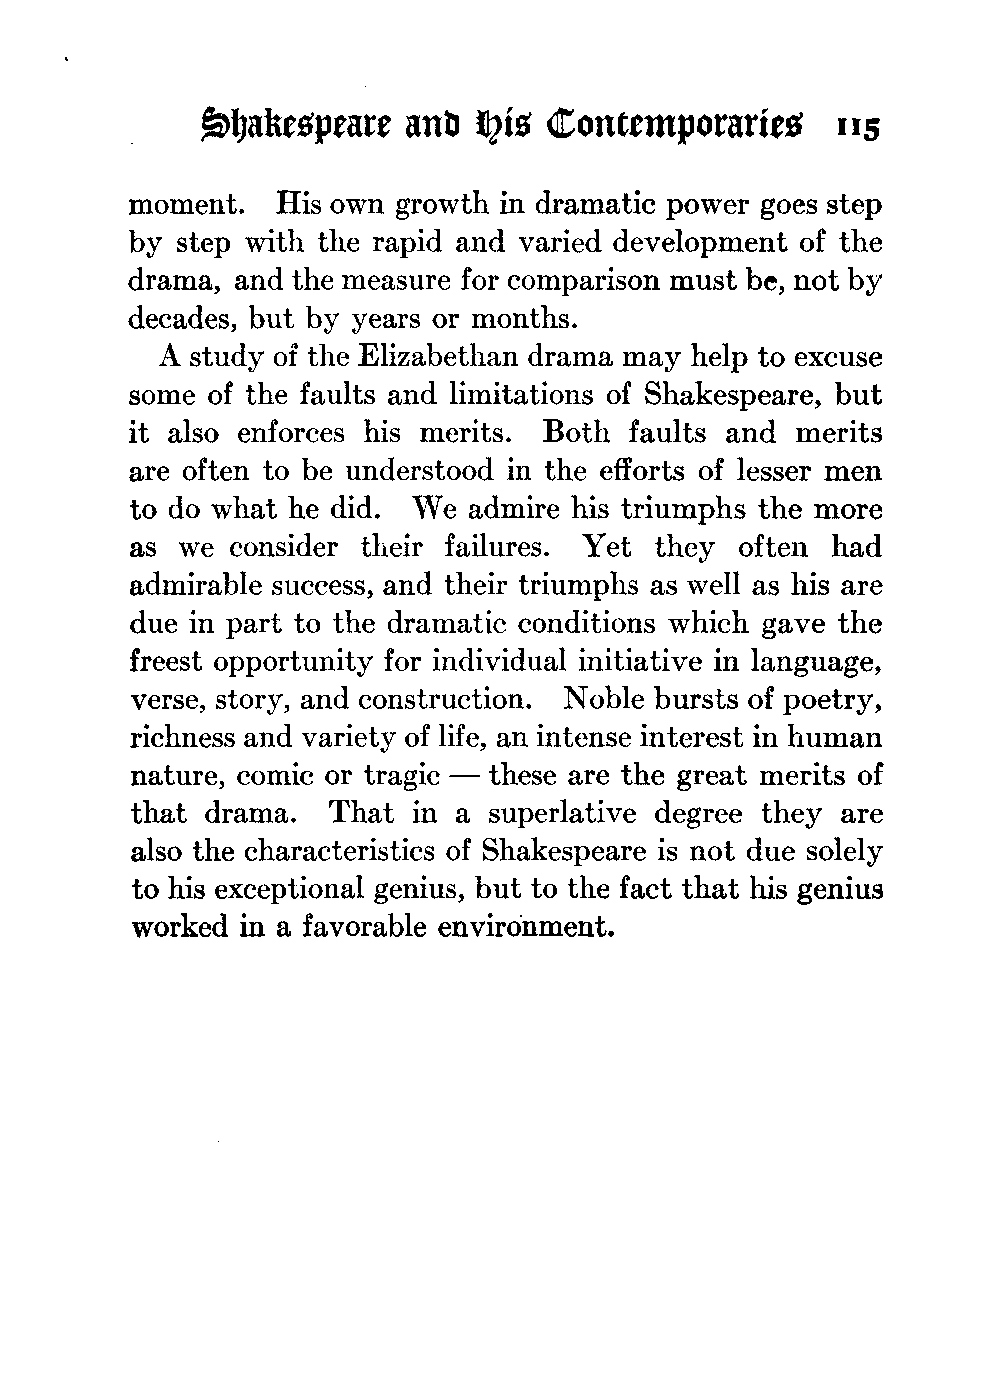 Shakespeare and His Contemporaries 115
moment. His own growth in dramatic power goes step
by step with the rapid and varied development of the
drama, and the measure for comparison must be, not by
decades, but by years or months.
A study of the Elizabethan drama may help to excuse
some of the faults and limitations of Shakespeare, but
it also enforces his merits. Both faults and merits
are often to be understood in the efforts of lesser men
to do what he did. We admire his triumphs the more
as we consider their failures. Yet they often had
admirable success, and their triumphs as well as his are
due in part to the dramatic conditions which gave the
freest opportunity for individual initiative in language,
verse, story, and construction. Noble bursts of poetry,
richness and variety of life, an intense interest in human
nature, comic or tragic — these are the great merits of
that drama. That in a superlative degree they are
also the characteristics of Shakespeare is not due solely
to his exceptional genius, but to the fact that his genius
worked in a favorable environment.